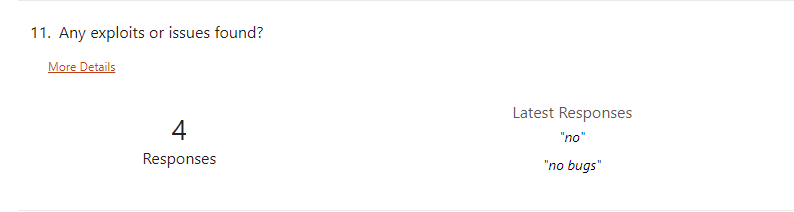 11. Any exploits or issues found?
More Details
4
Responses
Latest Responses
"no"
"no bugs"